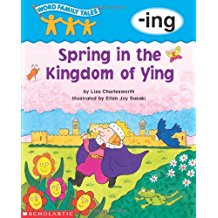 WORD FAMILY TALES
-ing
Spring in the
Kingdom of Ying
by Liza Charlesworth
Illustrated by Ellen Joy Sasaki
SCHOLASTIC